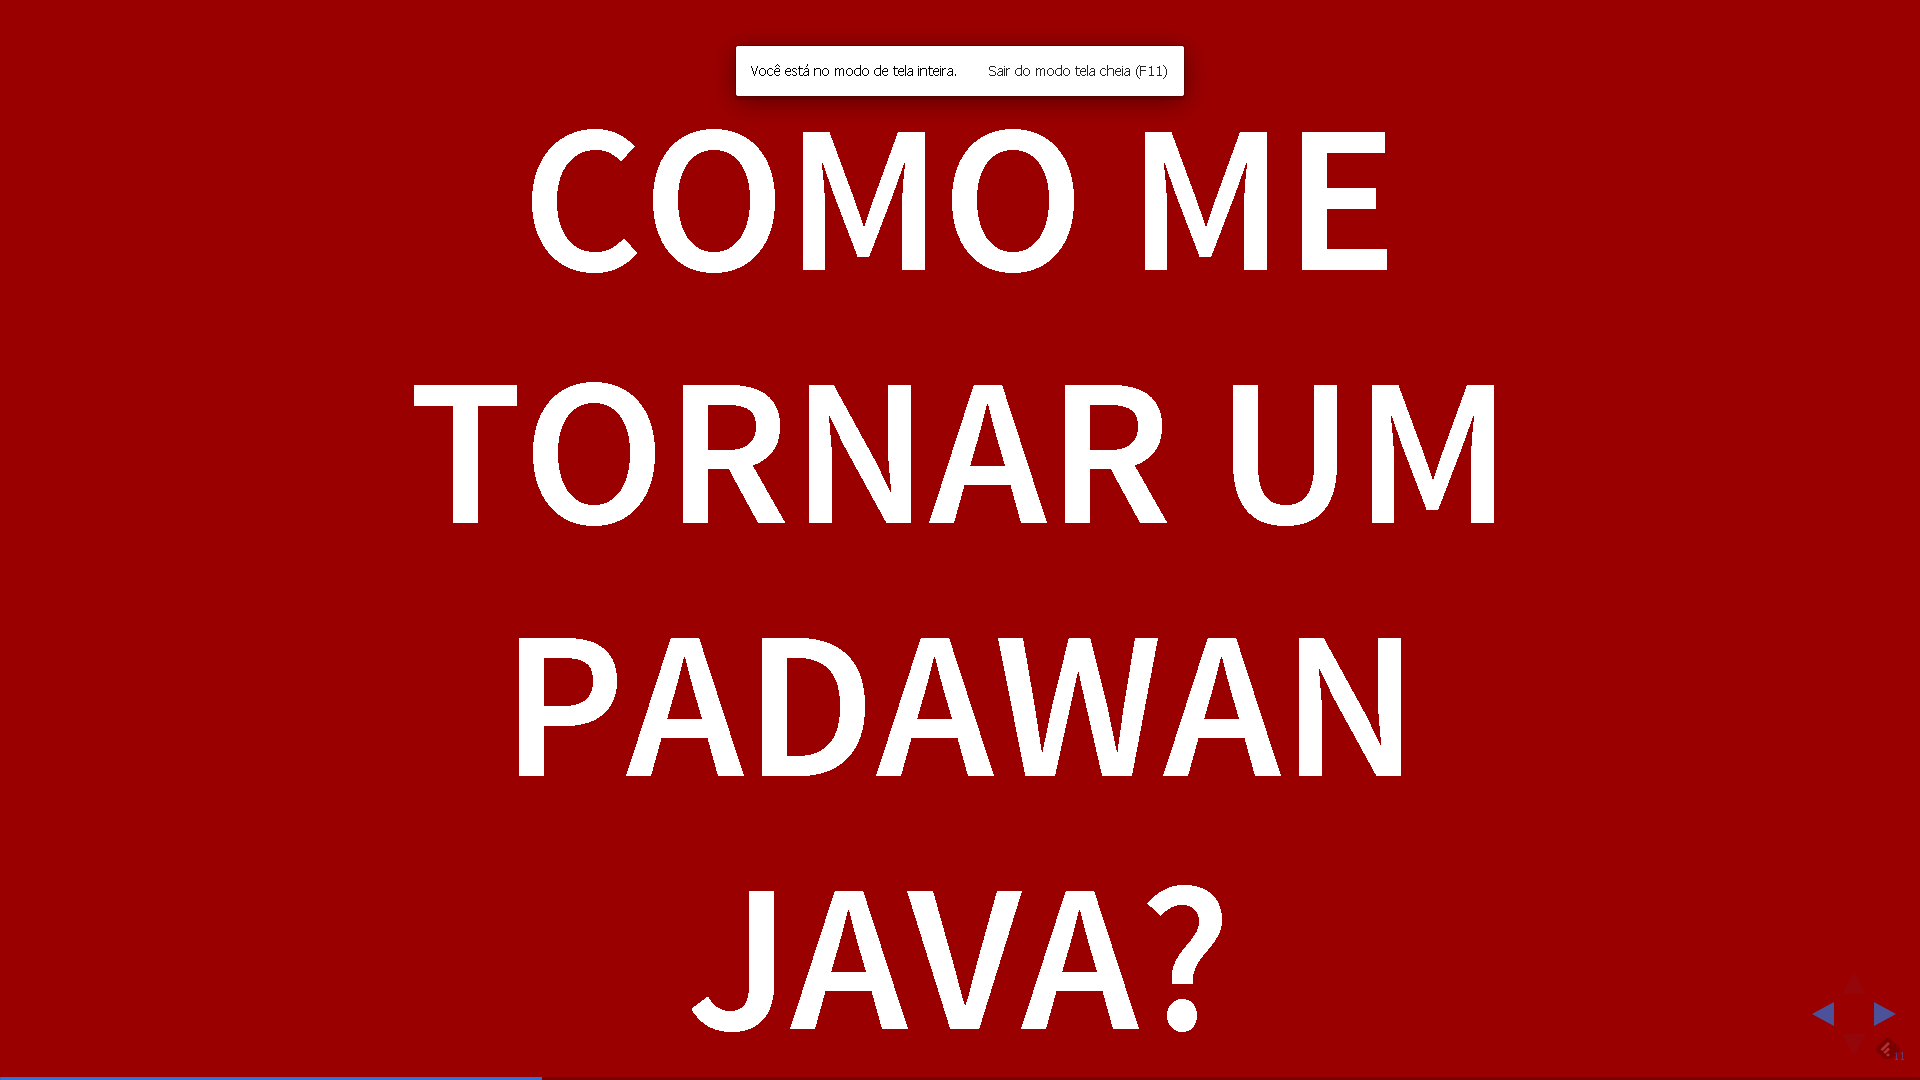 Você está no modo de tela inteira. Sair do modo tela cheia (F11)
COMO ME
TORNAR UM
PADAWAN
JAVA?
11